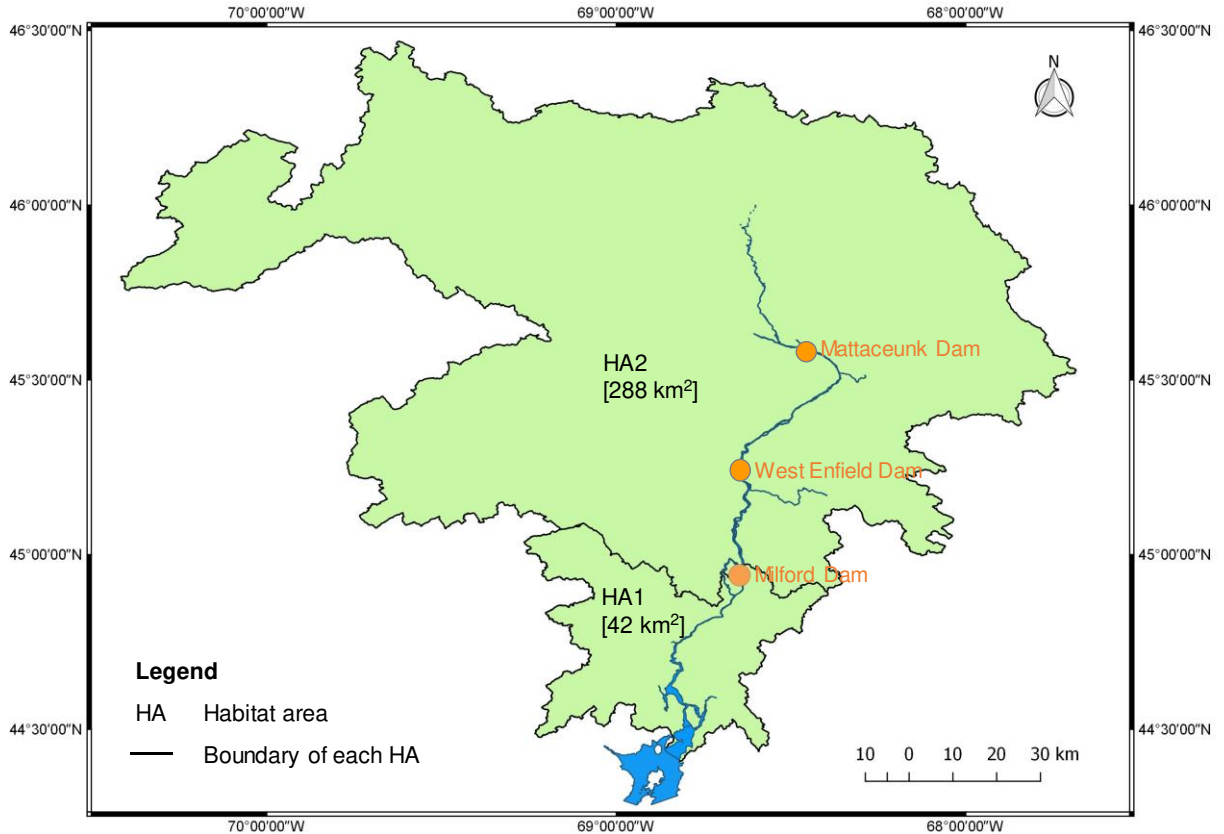 70°00'00"W 69°00'00"W 68°00'00"W
46°30'00"N 46°30'00"N
N
46°00'00"N 46°00'00"N
Mattaceunk Dam
HA2
[288 km²]
45°30'00"N 45°30'00"N
West Enfield Dam
45°00'00"N 45°00'00"N
Milford Dam
HA1
[42 km²]
Legend
HA Habitat area
Boundary of each HA
44°30'00"N 44°30'00"N
10 0 10 20 30 km
70°00'00"W 69°00'00"W 68°00'00"W